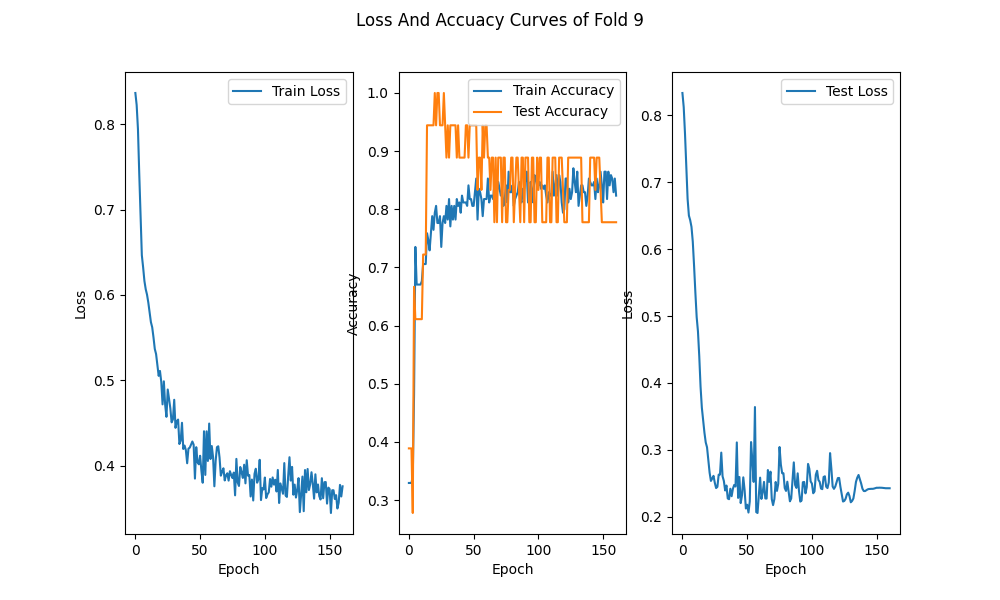 Loss And Accuacy Curves of Fold 9
Train Loss
0.8
0.7
0.6
0.5
0.4
Loss
0 50 100 150
Epoch
Train Accuracy
Test Accuracy
1.0
0.9
0.8
0.7
0.6
0.5
0.4
0.3
Accuracy
0 50 100 150
Epoch
Test Loss
0.8
0.7
0.6
0.5
0.4
0.3
0.2
Loss
0 50 100 150
Epoch